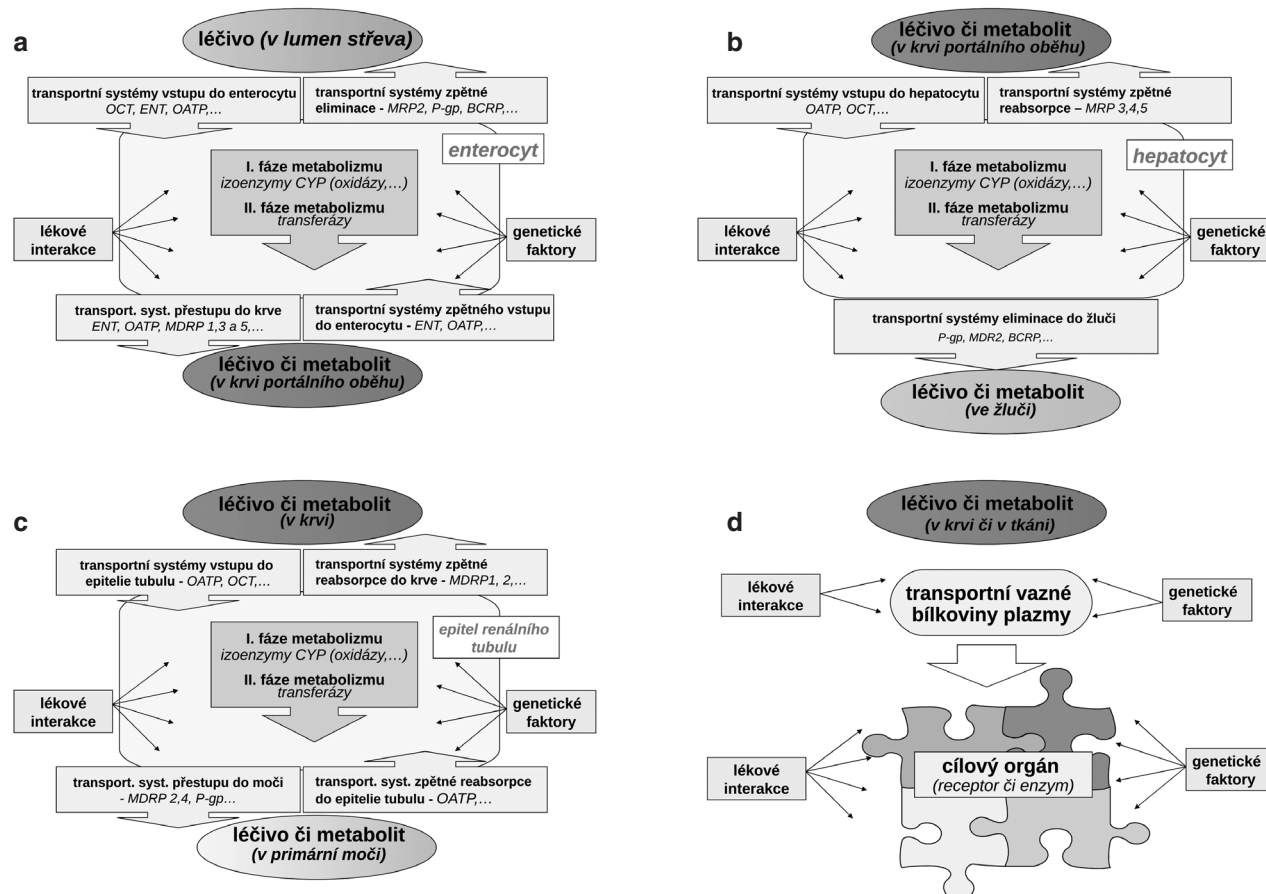 a
léčivo (v lumen střeva)
transportní systémy vstupu do enterocytu
OCT, ENT, OATP,…
transportní systémy zpětné
eliminace - MRP2, P-gp, BCRP,…
enterocyt
I. fáze metabolizmu
izoenzymy CYP (oxidázy,…)
II. fáze metabolizmu
transferázy
lékové
interakce
genetické
faktory
transport. syst. přestupu do krve
ENT, OATP, MDRP 1,3 a 5,…
transportní systémy zpětného vstupu
do enterocytu - ENT, OATP,…
léčivo či metabolit
(v krvi portálního oběhu)
b
léčivo či metabolit
(v krvi portálního oběhu)
transportní systémy vstupu do hepatocytu
OATP, OCT,…
transportní systémy zpětné
reabsorpce – MRP 3,4,5
hepatocyt
I. fáze metabolizmu
izoenzymy CYP (oxidázy,…)
II. fáze metabolizmu
transferázy
lékové
interakce
genetické
faktory
transportní systémy eliminace do žluči
P-gp, MDR2, BCRP,…
léčivo či metabolit
(ve žluči)
c
léčivo či metabolit
(v krvi)
transportní systémy vstupu do
epitelie tubulu - OATP, OCT,…
transportní systémy zpětné
reabsorpce do krve - MDRP1, 2,…
epitel renálního
tubulu
I. fáze metabolizmu
izoenzymy CYP (oxidázy,…)
II. fáze metabolizmu
transferázy
lékové
interakce
genetické
faktory
transport. syst. přestupu do moči
- MDRP 2,4, P-gp…
transport. syst. zpětné reabsorpce
do epitelie tubulu - OATP,…
léčivo či metabolit
(v primární moči)
d
léčivo či metabolit
(v krvi či v tkáni)
lékové
interakce
transportní vazné
bílkoviny plazmy
genetické
faktory
lékové
interakce
cílový orgán
(receptor či enzym)
genetické
faktory